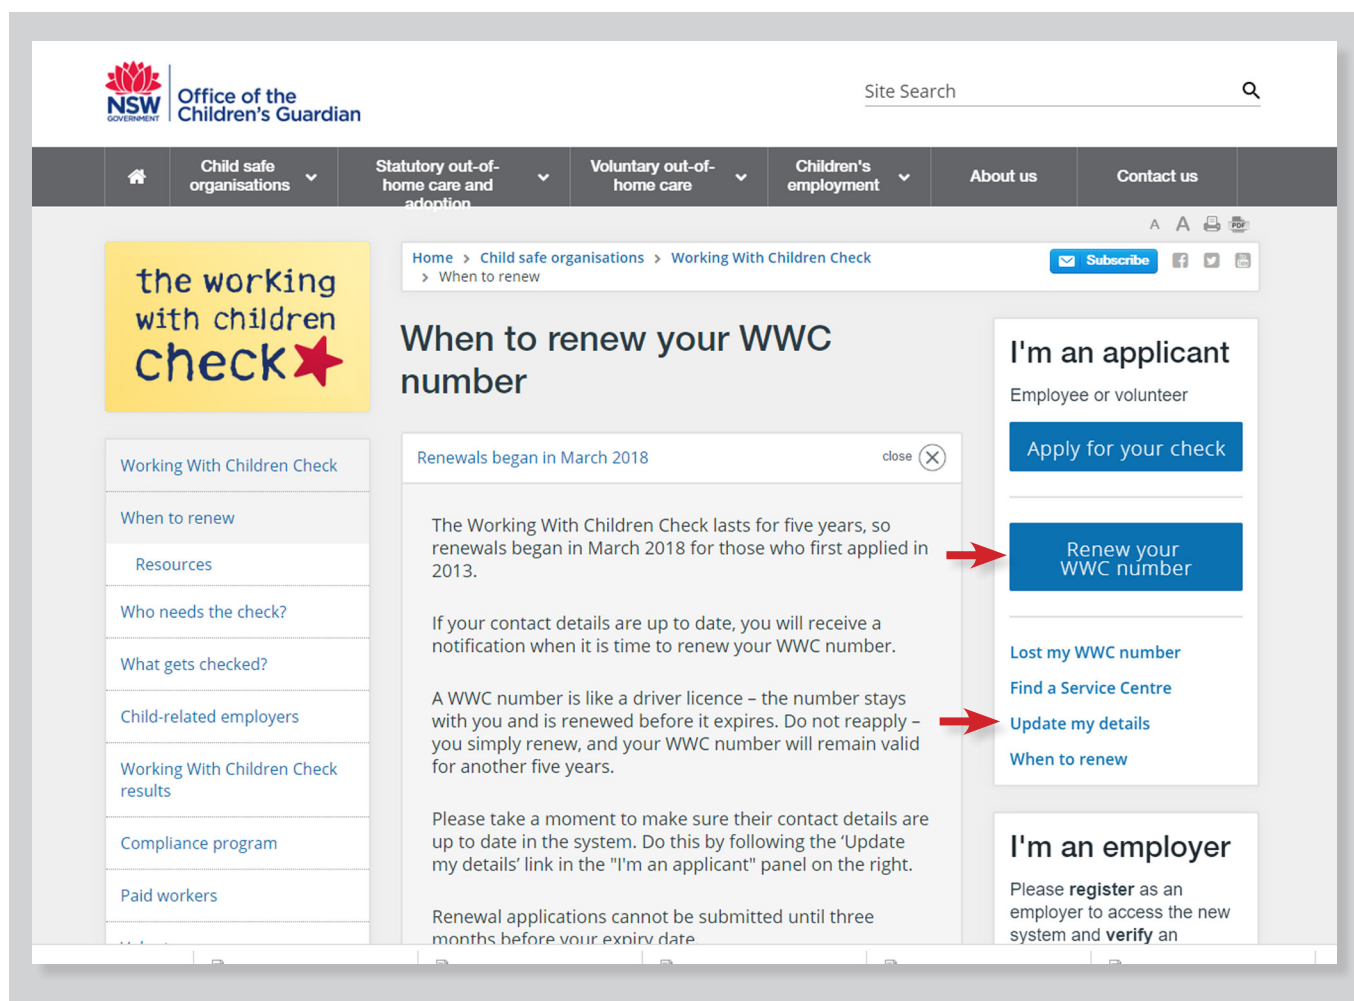 NSW
GOVERNMENT
Office of the
Children's Guardian
Site Search
Child safe
organisations
Statutory out-of-
home care and
adoption
Voluntary out-of-
home care
Children's
employment
About us
Contact us
A A PDF
the working
with children
check
Home > Child safe organisations > Working With Children Check
> When to renew
Subscribe
When to renew your WWC
number
Working With Children Check
When to renew
Resources
Who needs the check?
What gets checked?
Child-related employers
Working With Children Check
results
Compliance program
Paid workers
Renewals began in March 2018
close
The Working With Children Check lasts for five years, so
renewals began in March 2018 for those who first applied in
2013.
If your contact details are up to date, you will receive a
notification when it is time to renew your WWC number.
A WWC number is like a driver licence – the number stays
with you and is renewed before it expires. Do not reapply –
you simply renew, and your WWC number will remain valid
for another five years.
Please take a moment to make sure their contact details are
up to date in the system. Do this by following the ‘Update
my details’ link in the "I'm an applicant" panel on the right.
Renewal applications cannot be submitted until three
months before your expiry date.
I'm an applicant
Employee or volunteer
Apply for your check
Renew your
WWC number
Lost my WWC number
Find a Service Centre
Update my details
When to renew
I'm an employer
Please register as an
employer to access the new
system and verify an